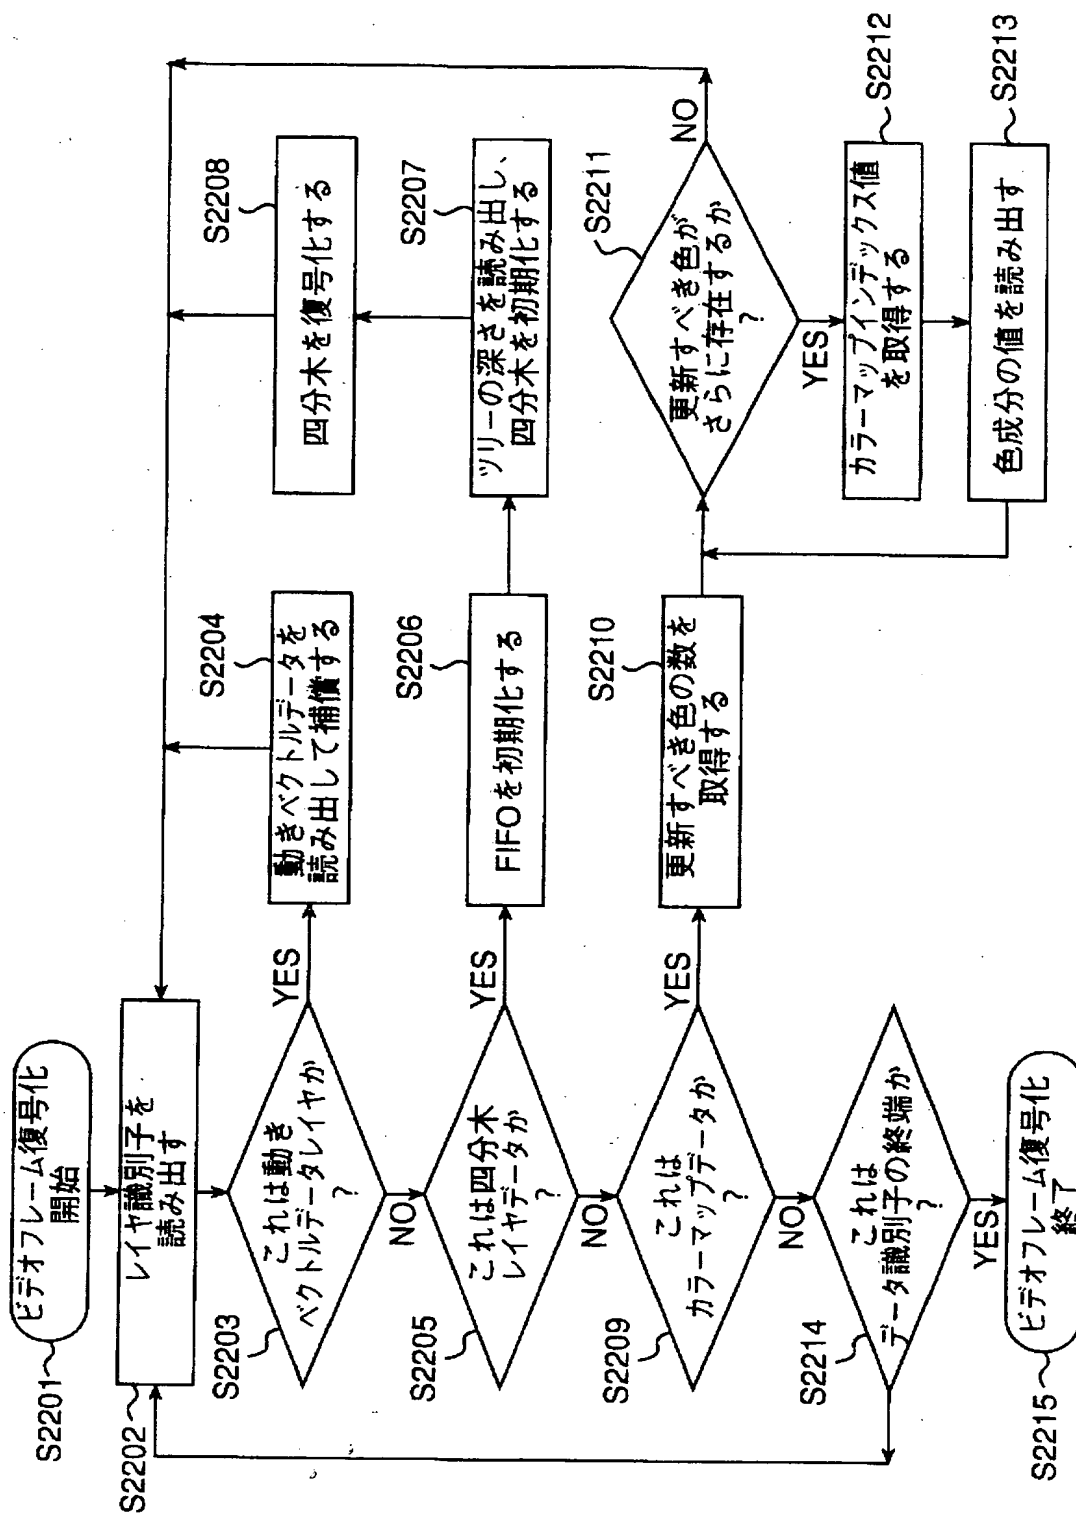 S2201
ビデオフレーム復号化
開始
S2202
レイヤ識別子を
読み出す
S2203
これは動き
ベクトルデータレイヤか
?
YES
NO
S2204
動きベクトルデータを
読み出して補償する
S2205
これは四分木
レイヤデータか
?
YES
NO
S2206
FIFOを初期化する
S2207
ツリーの深さを読み出し、
四分木を初期化する
S2208
四分木を復号化する
S2209
これは
カラーマップデータか
?
YES
NO
S2210
更新すべき色の数を
取得する
S2211
更新すべき色が
さらに存在するか
?
NO
YES
S2212
カラーマップインデックス値
を取得する
S2213
色成分の値を読み出す
S2214
これは
データ識別子の終端か
?
YES
S2215
ビデオフレーム復号化
終了